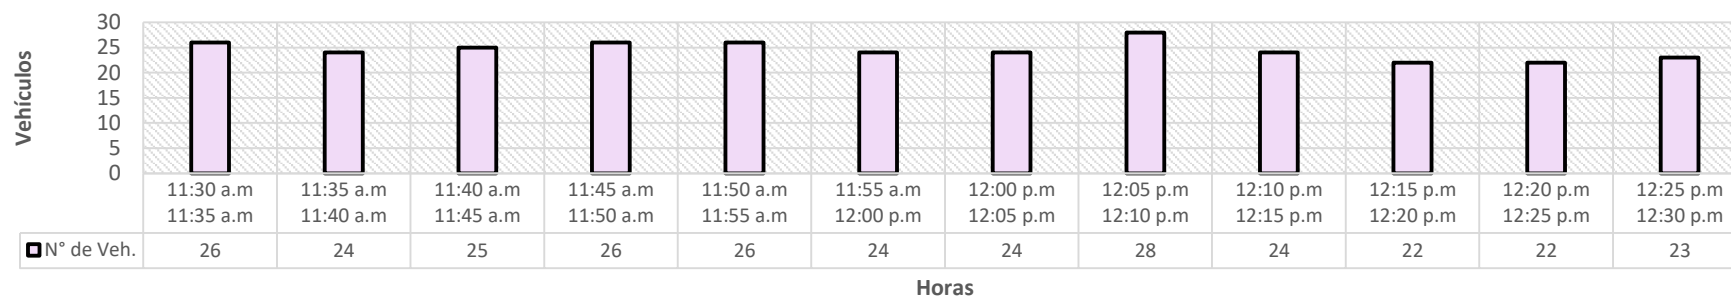 30
25
20
15
10
5
0
Vehículos
11:30 a.m 11:35 a.m 11:40 a.m 11:45 a.m 11:50 a.m 11:55 a.m 12:00 p.m 12:05 p.m 12:10 p.m 12:15 p.m 12:20 p.m 12:25 p.m
11:35 a.m 11:40 a.m 11:45 a.m 11:50 a.m 11:55 a.m 12:00 p.m 12:05 p.m 12:10 p.m 12:15 p.m 12:20 p.m 12:25 p.m 12:30 p.m
N° de Veh. 26 24 25 26 26 24 24 28 24 22 22 23
Horas